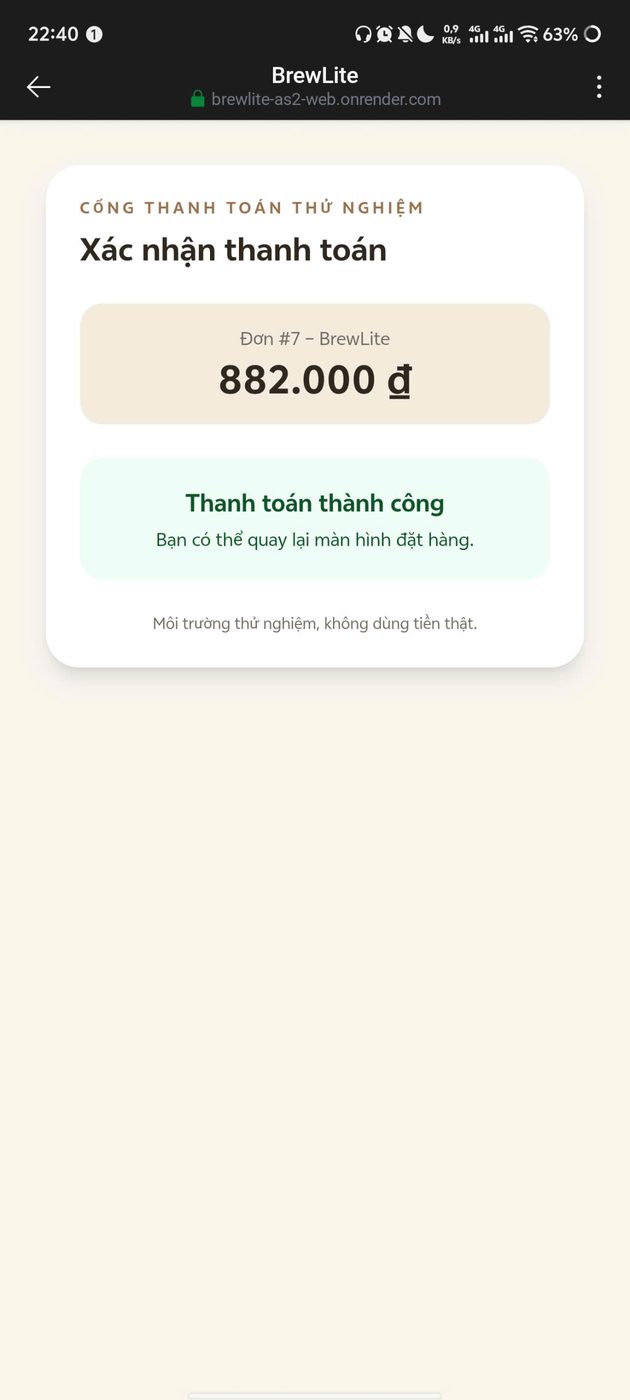 22:40 1 0,9 KB/s 4G 4G 63%
BrewLite
brewlite-as2-web.onrender.com
CỔNG THANH TOÁN THỬ NGHIỆM
Xác nhận thanh toán
Đơn #7 – BrewLite
882.000 ₫
Thanh toán thành công
Bạn có thể quay lại màn hình đặt hàng.
Môi trường thử nghiệm, không dùng tiền thật.